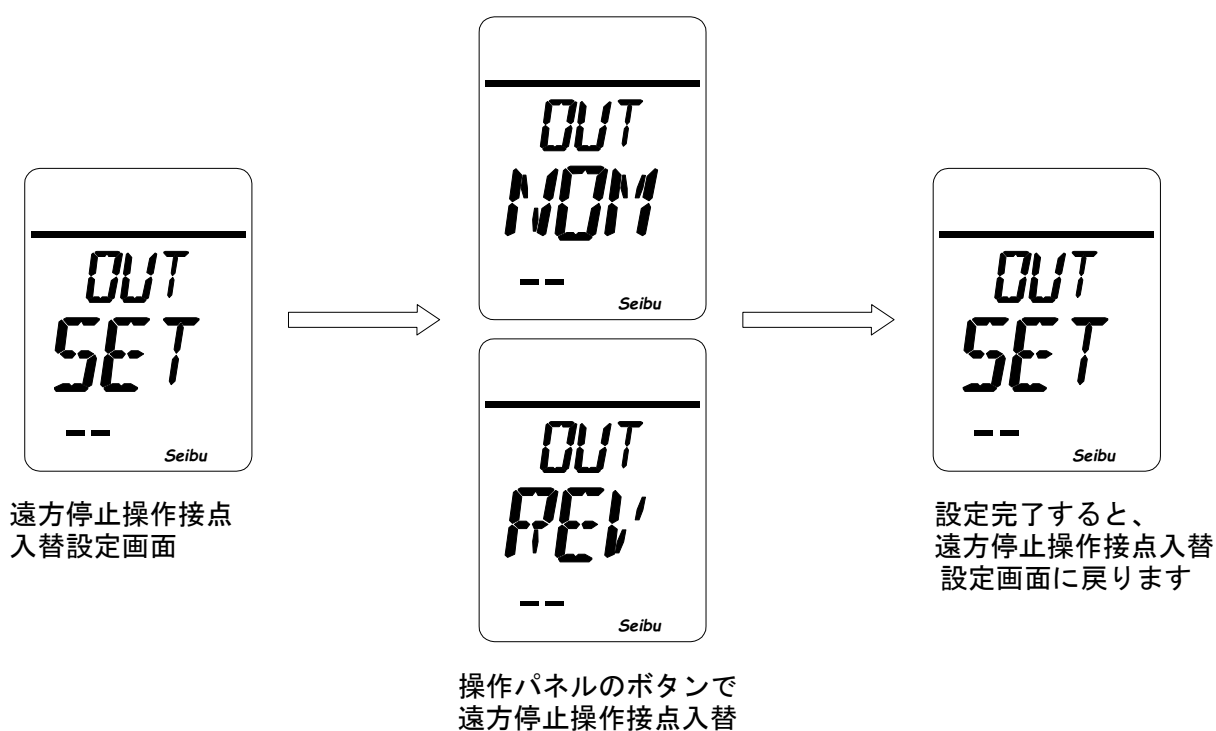 OUT
SET
--
Seibu
遠方停止操作接点
入替設定画面
OUT
NOM
--
Seibu
OUT
REV
--
Seibu
操作パネルのボタンで
遠方停止操作接点入替
OUT
SET
--
Seibu
設定完了すると、
遠方停止操作接点入替
設定画面に戻ります